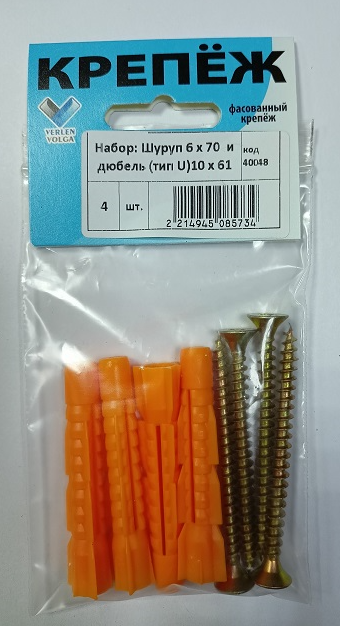 КРЕПЁЖ
VERLEN
VOLGA
фасованный
крепёж
Набор: Шуруп 6 х 70 и
дюбель (тип U)10 х 61
код
40048
4 шт.
2 214945 085734